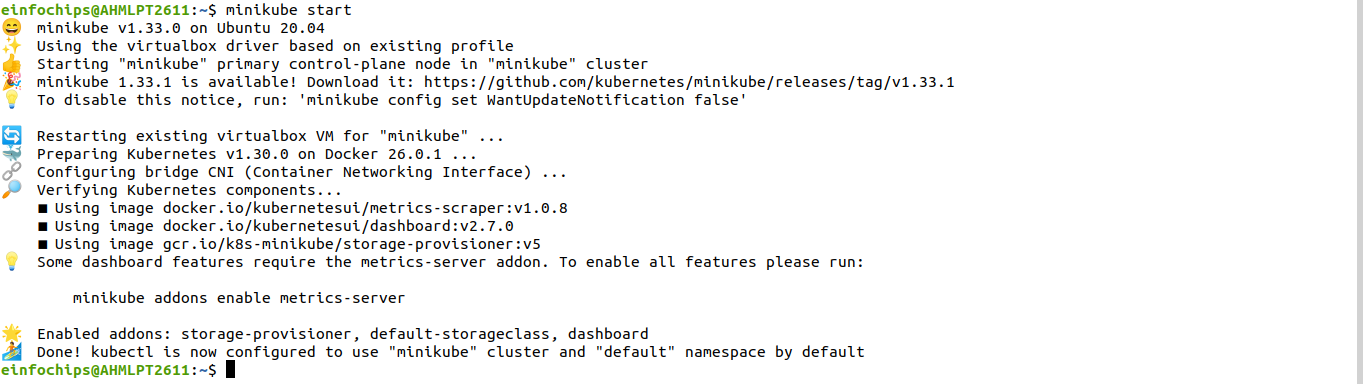 einfochips@AHMLPT2611:~$ minikube start
😄 minikube v1.33.0 on Ubuntu 20.04
✨ Using the virtualbox driver based on existing profile
👍 Starting "minikube" primary control-plane node in "minikube" cluster
🎉 minikube 1.33.1 is available! Download it: https://github.com/kubernetes/minikube/releases/tag/v1.33.1
💡 To disable this notice, run: 'minikube config set WantUpdateNotification false'
🔄 Restarting existing virtualbox VM for "minikube" ...
🐳 Preparing Kubernetes v1.30.0 on Docker 26.0.1 ...
🔗 Configuring bridge CNI (Container Networking Interface) ...
🔎 Verifying Kubernetes components...
■ Using image docker.io/kubernetesui/metrics-scraper:v1.0.8
■ Using image docker.io/kubernetesui/dashboard:v2.7.0
■ Using image gcr.io/k8s-minikube/storage-provisioner:v5
💡 Some dashboard features require the metrics-server addon. To enable all features please run:
minikube addons enable metrics-server
🌟 Enabled addons: storage-provisioner, default-storageclass, dashboard
🏄 Done! kubectl is now configured to use "minikube" cluster and "default" namespace by default
einfochips@AHMLPT2611:~$